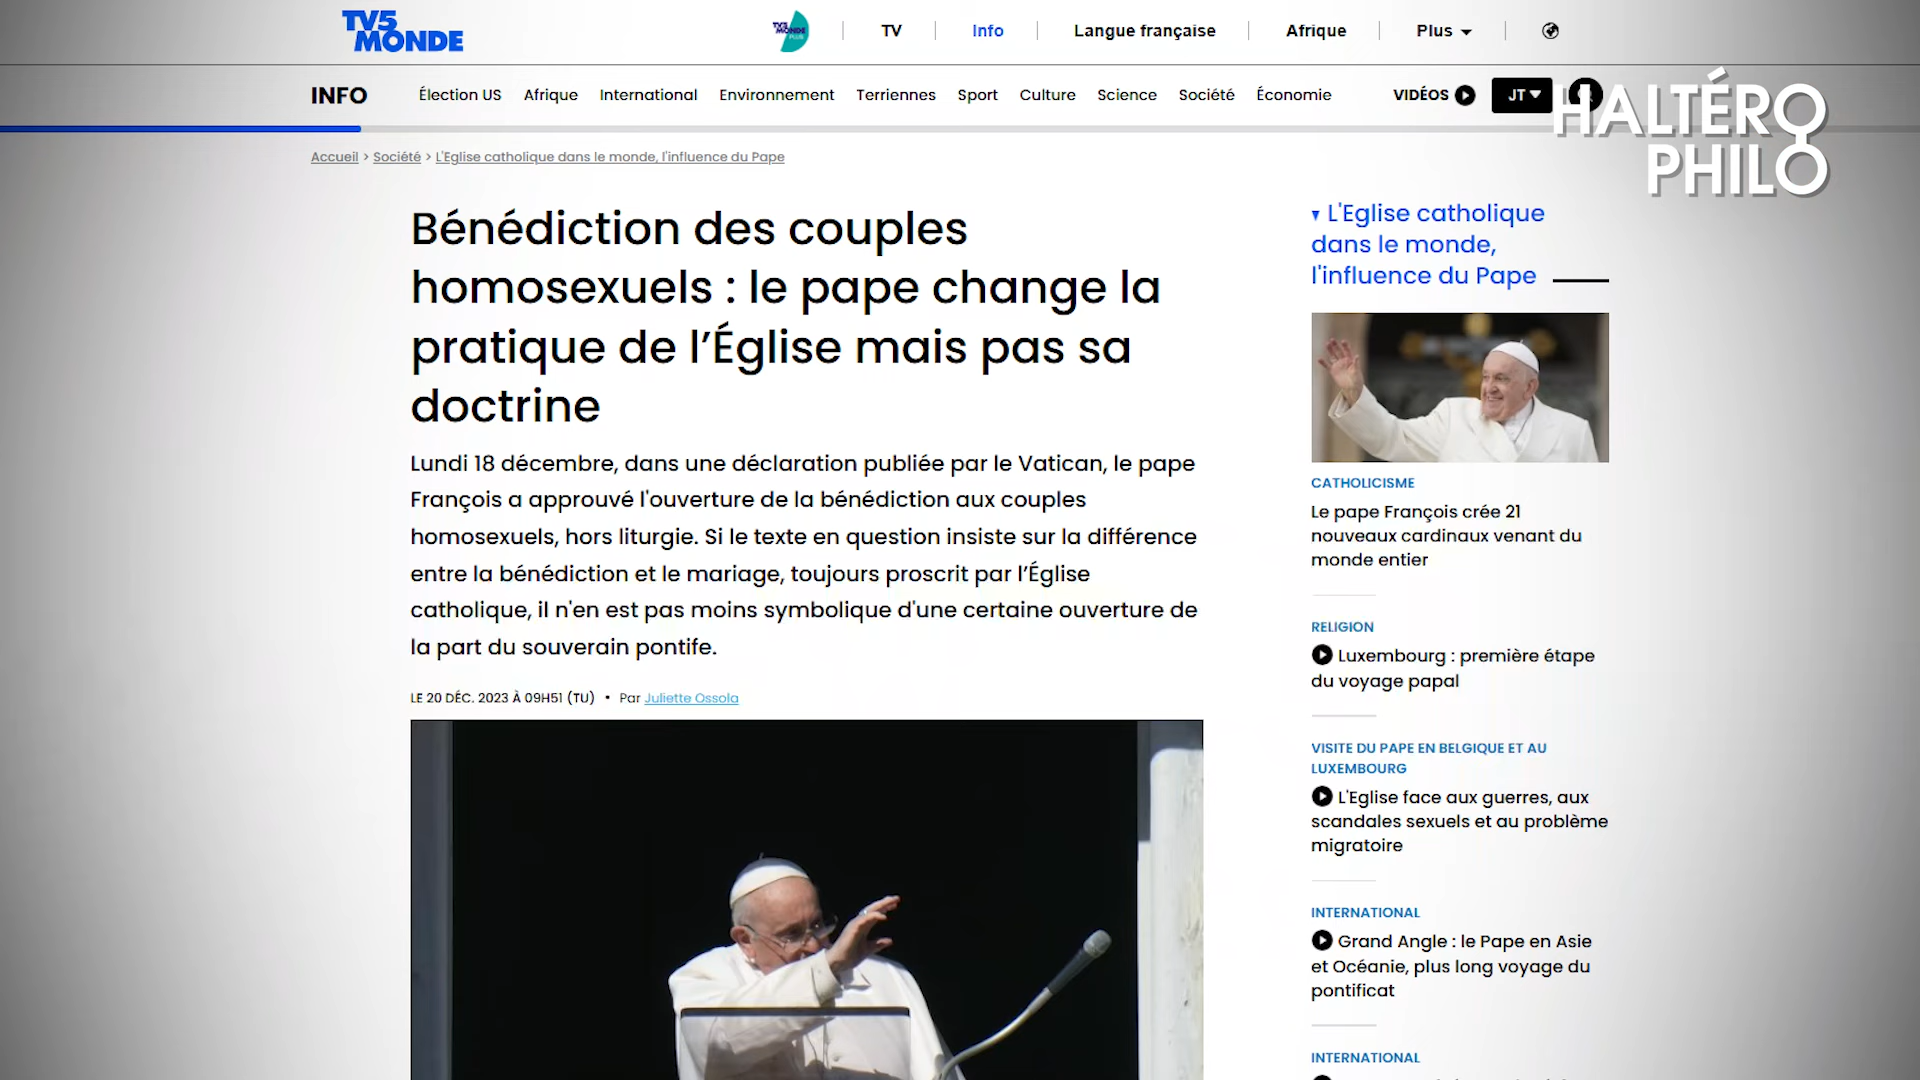 TV5
MONDE
TV5
MONDE
PLUS
TV
Info
Langue française
Afrique
Plus
INFO
Élection US
Afrique
International
Environnement
Terriennes
Sport
Culture
Science
Société
Économie
VIDÉOS
JT
HALTÉRO
PHILO
Accueil > Société > L'Eglise catholique dans le monde, l'influence du Pape
Bénédiction des couples
homosexuels : le pape change la
pratique de l’Église mais pas sa
doctrine
Lundi 18 décembre, dans une déclaration publiée par le Vatican, le pape
François a approuvé l'ouverture de la bénédiction aux couples
homosexuels, hors liturgie. Si le texte en question insiste sur la différence
entre la bénédiction et le mariage, toujours proscrit par l’Église
catholique, il n'en est pas moins symbolique d'une certaine ouverture de
la part du souverain pontife.
LE 20 DÉC. 2023 À 09H51 (TU) • Par Juliette Ossola
L'Eglise catholique
dans le monde,
l'influence du Pape
CATHOLICISME
Le pape François crée 21
nouveaux cardinaux venant du
monde entier
RELIGION
Luxembourg : première étape
du voyage papal
VISITE DU PAPE EN BELGIQUE ET AU
LUXEMBOURG
L'Eglise face aux guerres, aux
scandales sexuels et au problème
migratoire
INTERNATIONAL
Grand Angle : le Pape en Asie
et Océanie, plus long voyage du
pontificat
INTERNATIONAL